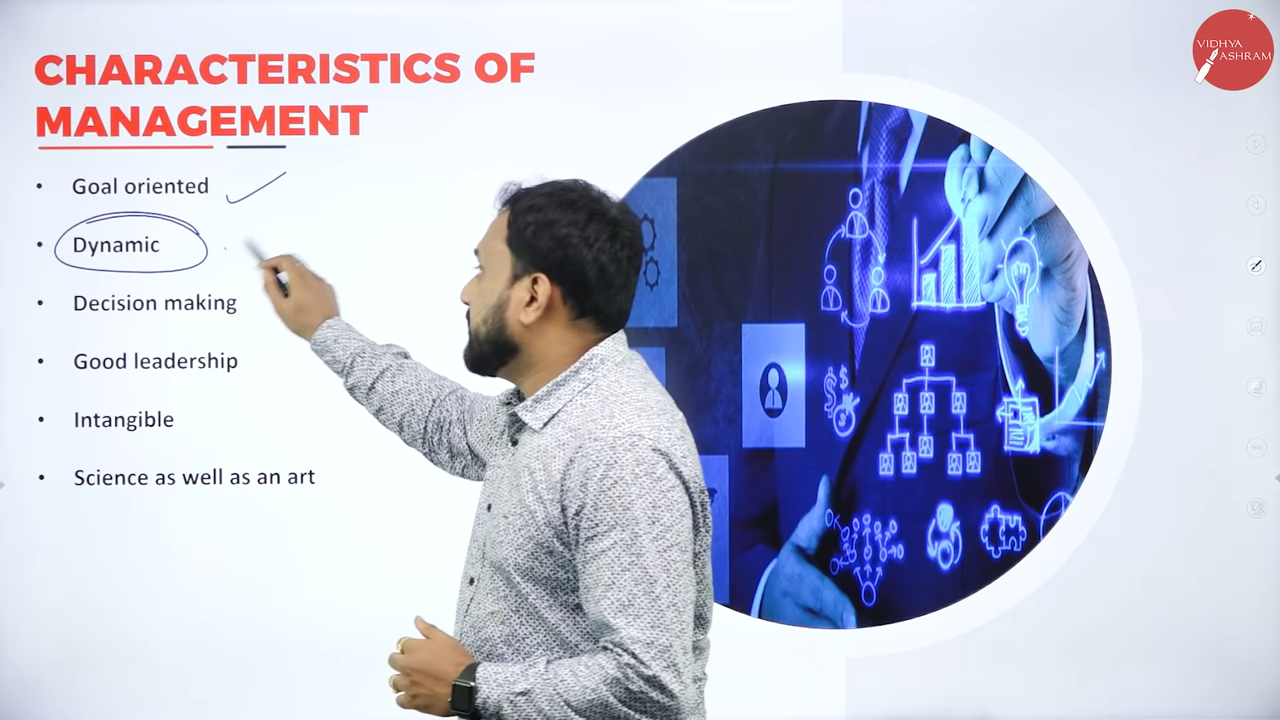 CHARACTERISTICS OF
MANAGEMENT
• Goal oriented
• Dynamic
• Decision making
• Good leadership
• Intangible
• Science as well as an art
VIDHYA
ASHRAM